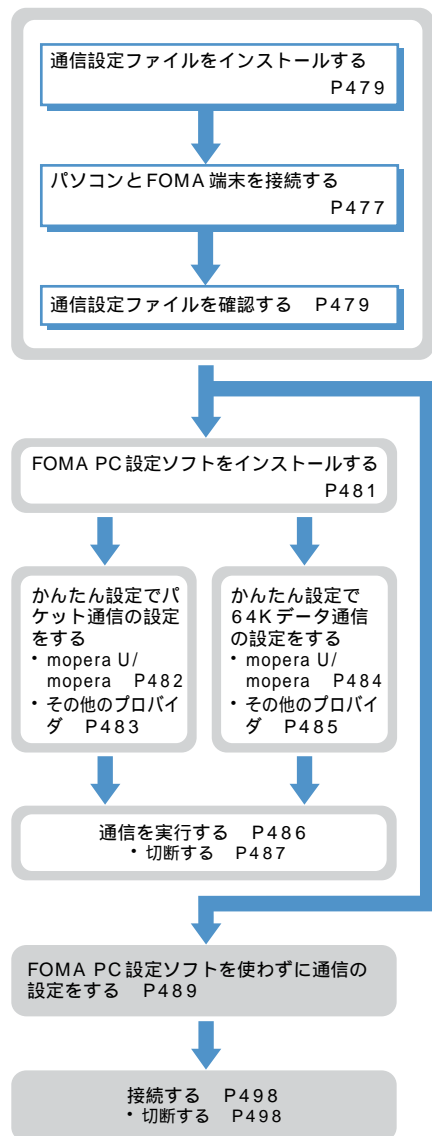 通信設定ファイルをインストールする
P479
パソコンとFOMA端末を接続する
P477
通信設定ファイルを確認する P479
FOMA PC設定ソフトをインストールする
P481
かんたん設定でパ
ケット通信の設定
をする
・mopera U/
mopera P482
・その他のプロバイ
ダ P483
かんたん設定で
64Kデータ通信
の設定をする
・mopera U/
mopera P484
・その他のプロバイ
ダ P485
通信を実行する P486
・切断する P487
FOMA PC設定ソフトを使わずに通信の
設定をする P489
接続する P498
・切断する P498